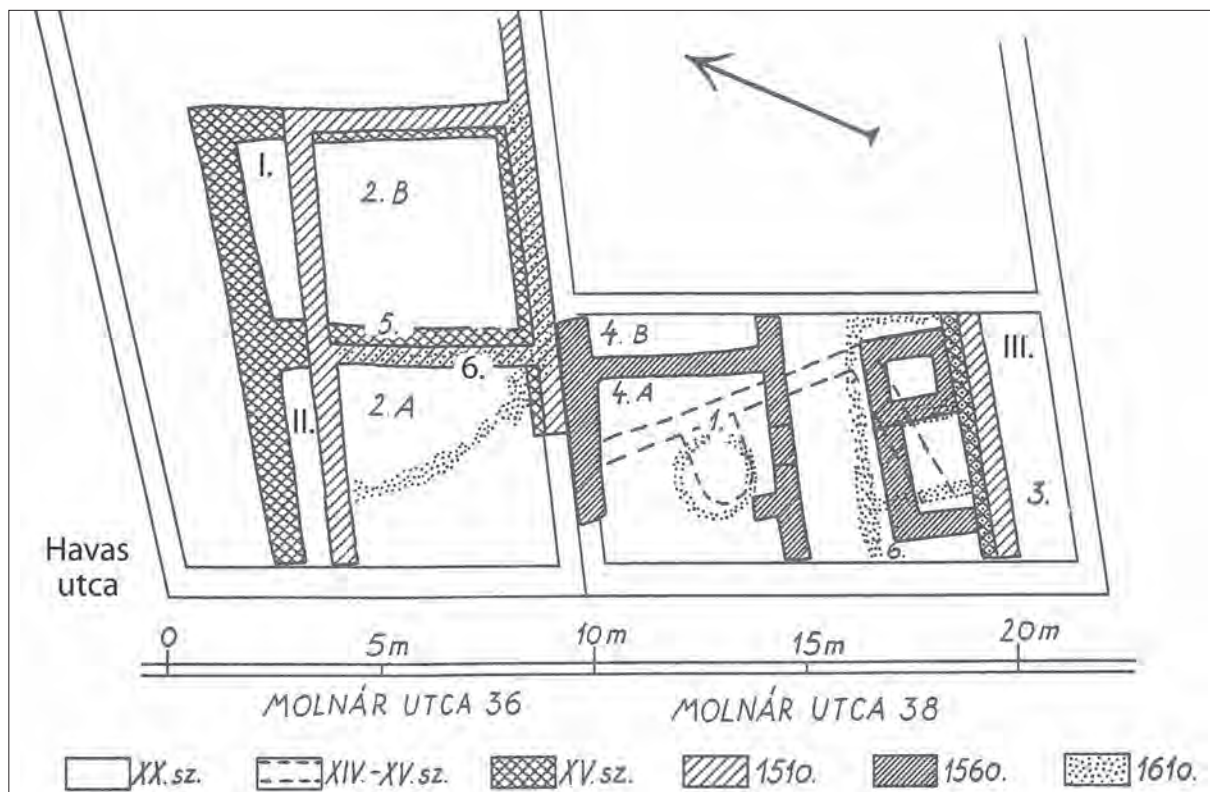 I.
2. B
5.
6.
II.
2. A
4. B
4. A
1.
III.
3.
6.
Havas
utca
0 5m 10m 15m 20m
MOLNÁR UTCA 36 MOLNÁR UTCA 38
XX.sz. XIV.-XV.sz. XV.sz. 1510. 1560. 1610.